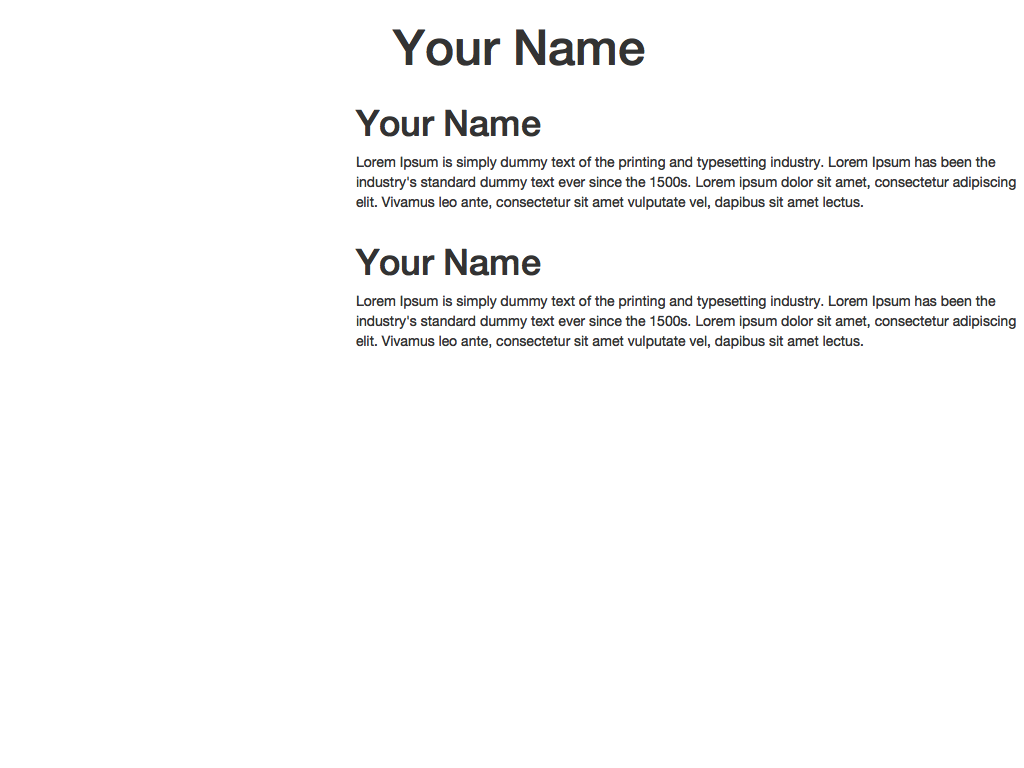 Your Name
Your Name
Lorem Ipsum is simply dummy text of the printing and typesetting industry. Lorem Ipsum has been the
industry's standard dummy text ever since the 1500s. Lorem ipsum dolor sit amet, consectetur adipiscing
elit. Vivamus leo ante, consectetur sit amet vulputate vel, dapibus sit amet lectus.
Your Name
Lorem Ipsum is simply dummy text of the printing and typesetting industry. Lorem Ipsum has been the
industry's standard dummy text ever since the 1500s. Lorem ipsum dolor sit amet, consectetur adipiscing
elit. Vivamus leo ante, consectetur sit amet vulputate vel, dapibus sit amet lectus.